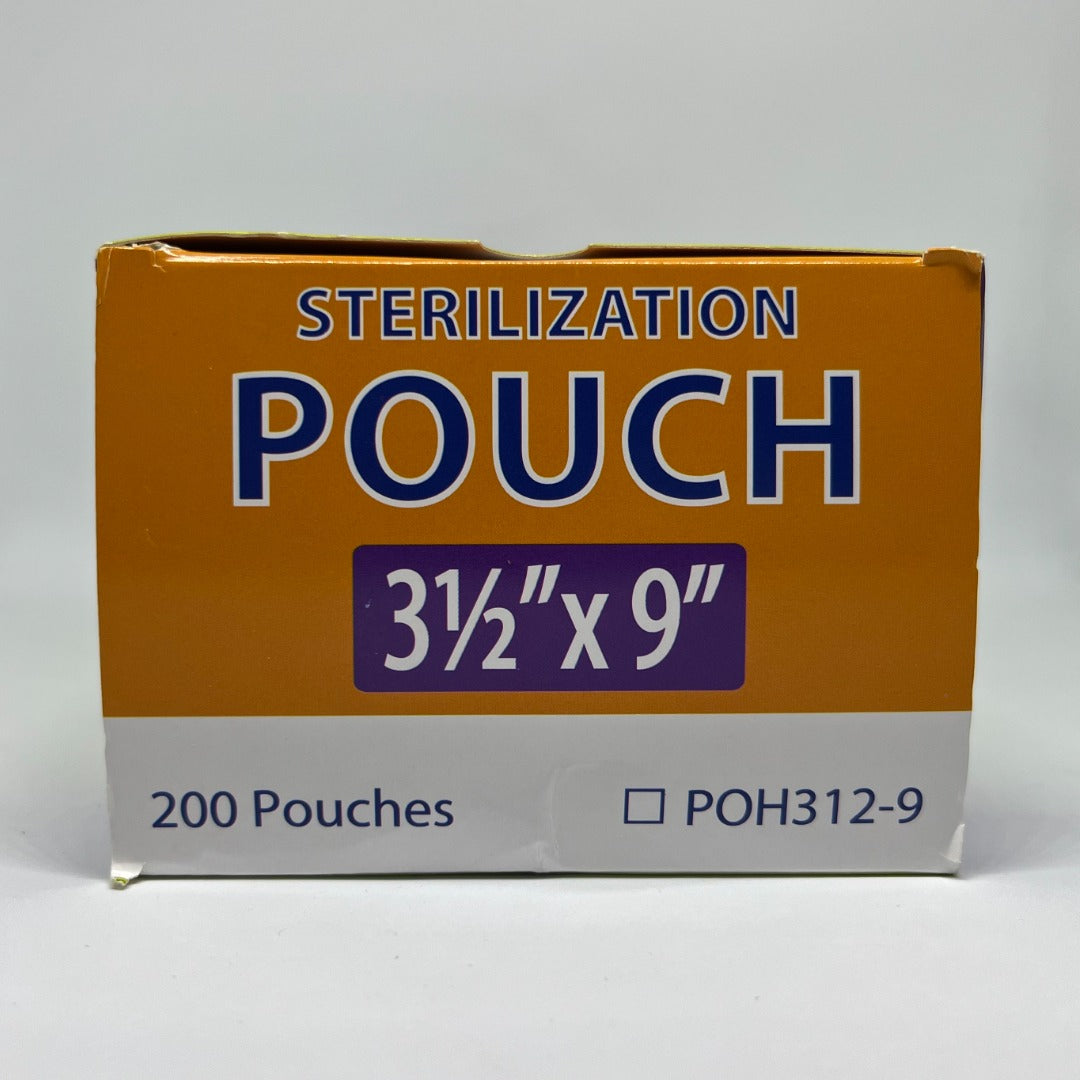 STERILIZATION
POUCH
3½" x 9"
200 Pouches
☐ POH312-9